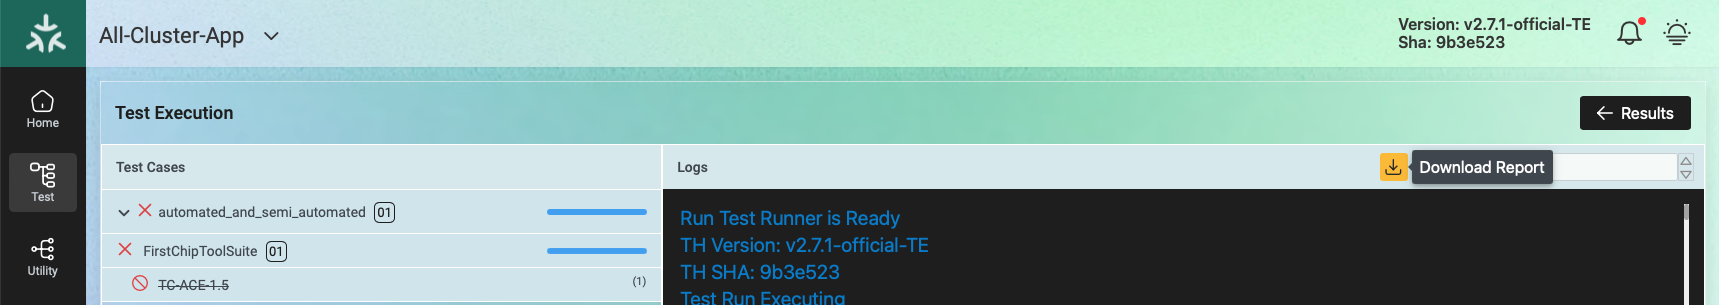 All-Cluster-App
Version: v2.7.1-official-TE
Sha: 9b3e523
Home
Test
Utility
Test Execution
Results
Test Cases
automated_and_semi_automated 01
FirstChipToolSuite 01
TC-ACE-1.5 (1)
Logs
Download Report
Run Test Runner is Ready
TH Version: v2.7.1-official-TE
TH SHA: 9b3e523
Test Run Executing